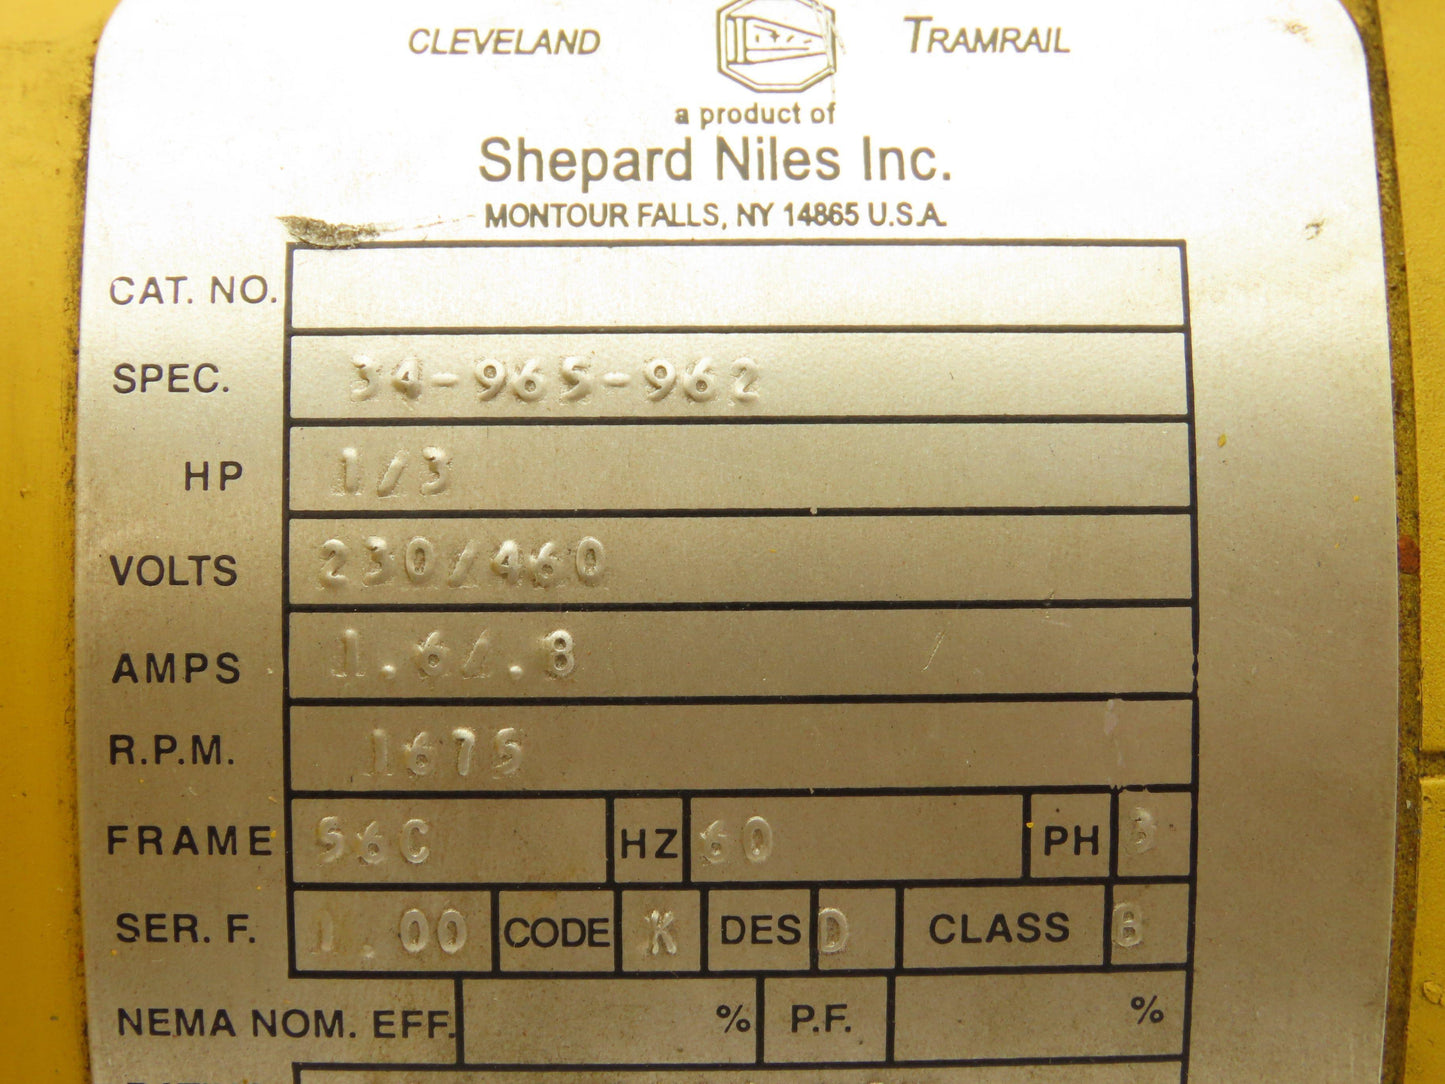 CLEVELAND TRAMRAIL
a product of
Shepard Niles Inc.
MONTOUR FALLS, NY 14865 U.S.A.
CAT. NO.
SPEC. 34-965-962
HP 1/3
VOLTS 230/460
AMPS 1.6/.8
R.P.M. 1675
FRAME 56C HZ 60 PH 3
SER. F. 1.00 CODE K DES D CLASS B
NEMA NOM. EFF. % P.F. %